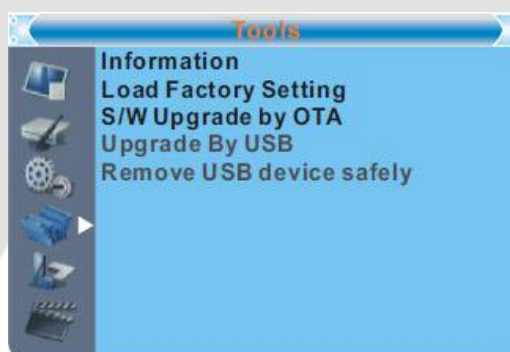 Tools
Information
Load Factory Setting
S/W Upgrade by OTA
Upgrade By USB
Remove USB device safely